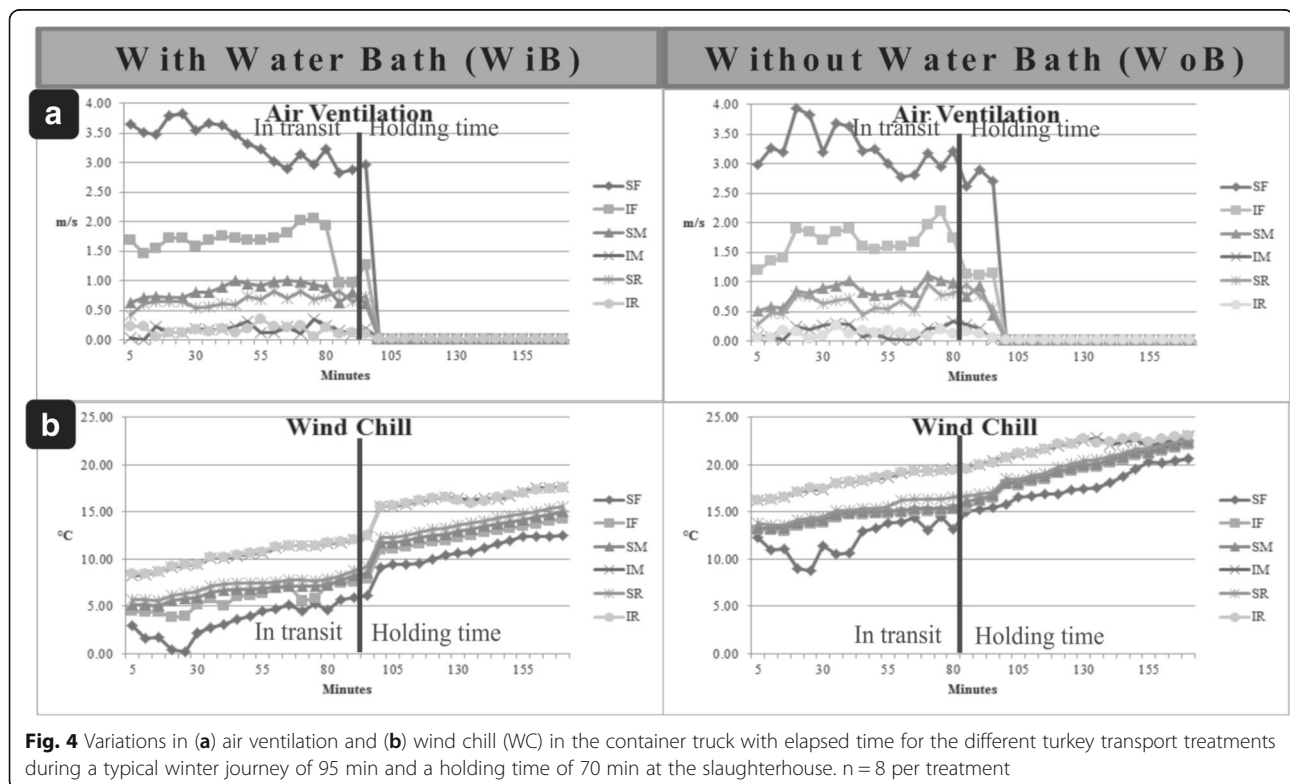 With Water Bath (WiB)
Without Water Bath (WoB)
a
Air Ventilation
In transit
Holding time
4.00
3.50
3.00
2.50
2.00
1.50
1.00
0.50
0.00
m/s
5 30 55 80 105 130 155
Minutes
SF
IF
SM
IM
SR
IR
Air Ventilation
In transit
Holding time
4.00
3.50
3.00
2.50
2.00
1.50
1.00
0.50
0.00
m/s
5 30 55 80 105 130 155
Minutes
SF
IF
SM
IM
SR
IR
b
Wind Chill
25.00
20.00
15.00
10.00
5.00
0.00
°C
In transit
Holding time
5 30 55 80 105 130 155
Minutes
SF
IF
SM
IM
SR
IR
Wind Chill
25.00
20.00
15.00
10.00
5.00
0.00
°C
In transit
Holding time
5 30 55 80 105 130 155
Minutes
SF
IF
SM
IM
SR
IR
Fig. 4 Variations in (a) air ventilation and (b) wind chill (WC) in the container truck with elapsed time for the different turkey transport treatments
during a typical winter journey of 95 min and a holding time of 70 min at the slaughterhouse. n = 8 per treatment